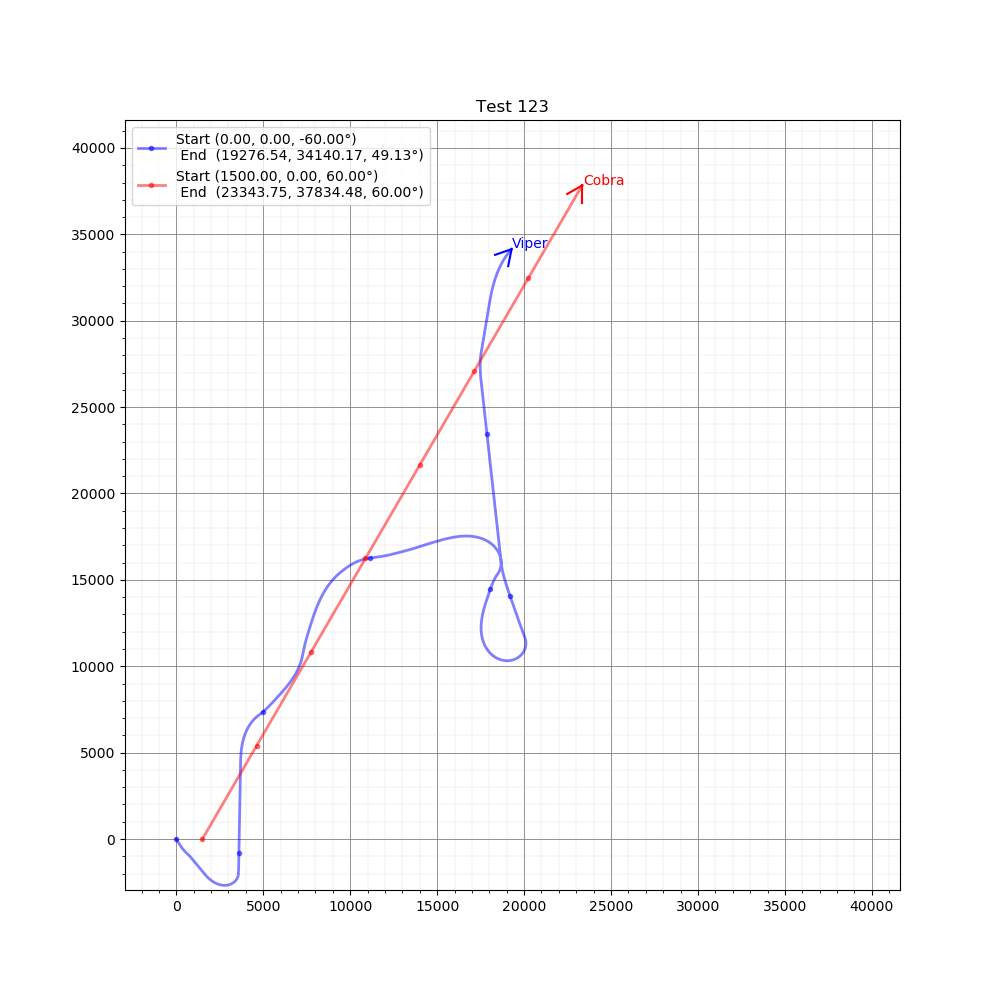 Test 123
Start (0.00, 0.00, -60.00°)
End (19276.54, 34140.17, 49.13°)
Start (1500.00, 0.00, 60.00°)
End (23343.75, 37834.48, 60.00°)
Cobra
Viper
40000
35000
30000
25000
20000
15000
10000
5000
0
0 5000 10000 15000 20000 25000 30000 35000 40000